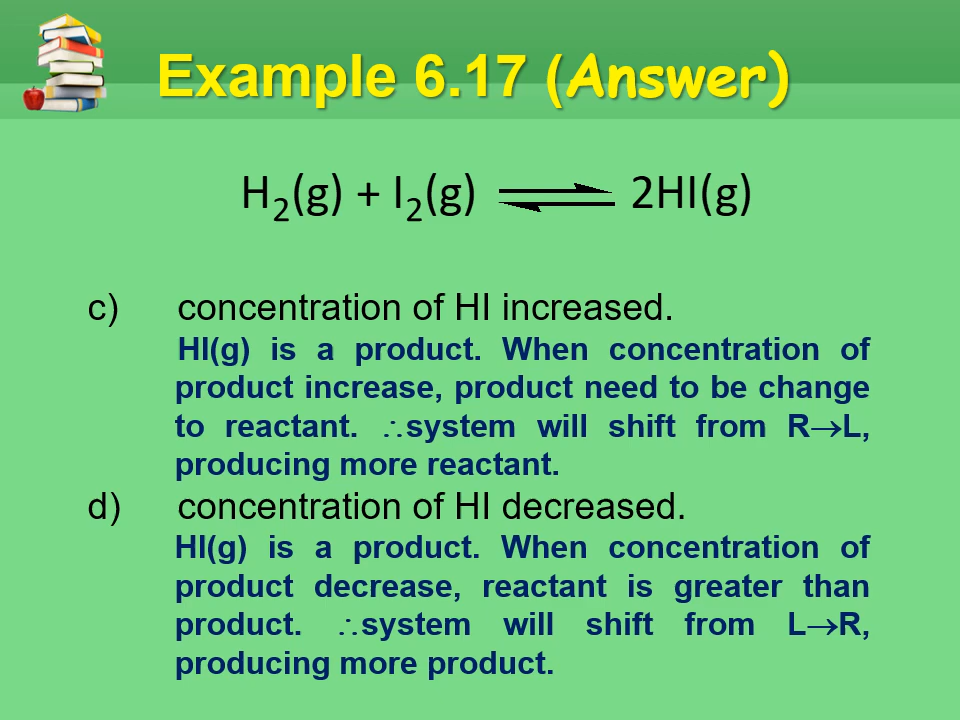 Example 6.17 (Answer)
H₂(g) + I₂(g) ⇌ 2HI(g)
c) concentration of HI increased.
HI(g) is a product. When concentration of
product increase, product need to be change
to reactant. ∴system will shift from R→L,
producing more reactant.
d) concentration of HI decreased.
HI(g) is a product. When concentration of
product decrease, reactant is greater than
product. ∴system will shift from L→R,
producing more product.